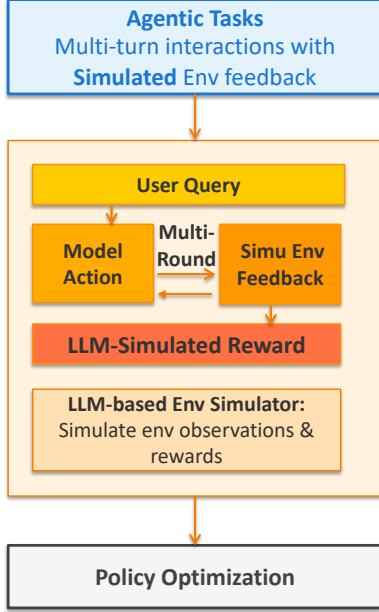 Agentic Tasks
Multi-turn interactions with
Simulated Env feedback
User Query
Model
Action
Multi-
Round
Simu Env
Feedback
LLM-Simulated Reward
LLM-based Env Simulator:
Simulate env observations &
rewards
Policy Optimization